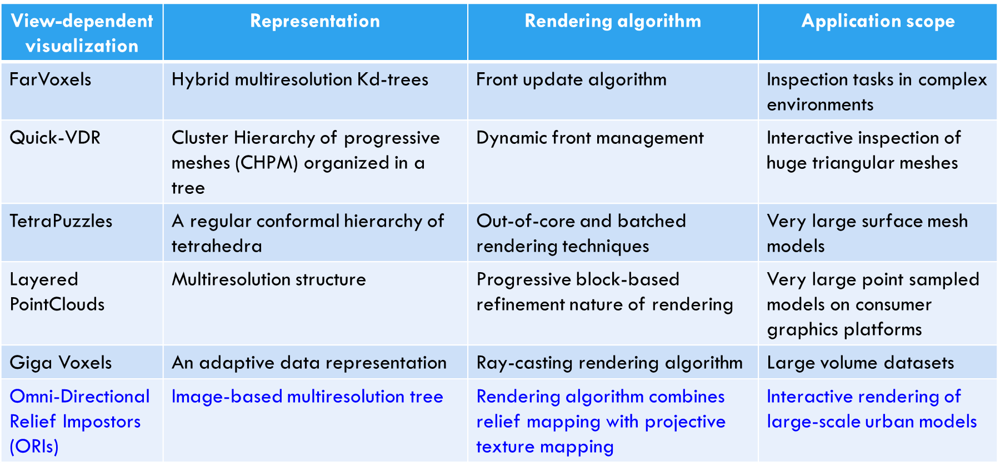 View-dependent visualization
Representation
Rendering algorithm
Application scope
FarVoxels
Hybrid multiresolution Kd-trees
Front update algorithm
Inspection tasks in complex
environments
Quick-VDR
Cluster Hierarchy of progressive
meshes (CHPM) organized in a
tree
Dynamic front management
Interactive inspection of
huge triangular meshes
TetraPuzzles
A regular conformal hierarchy of
tetrahedra
Out-of-core and batched
rendering techniques
Very large surface mesh
models
Layered
PointClouds
Multiresolution structure
Progressive block-based
refinement nature of rendering
Very large point sampled
models on consumer
graphics platforms
Giga Voxels
An adaptive data representation
Ray-casting rendering algorithm
Large volume datasets
Omni-Directional
Relief Impostors
(ORIs)
Image-based multiresolution tree
Rendering algorithm combines
relief mapping with projective
texture mapping
Interactive rendering of
large-scale urban models